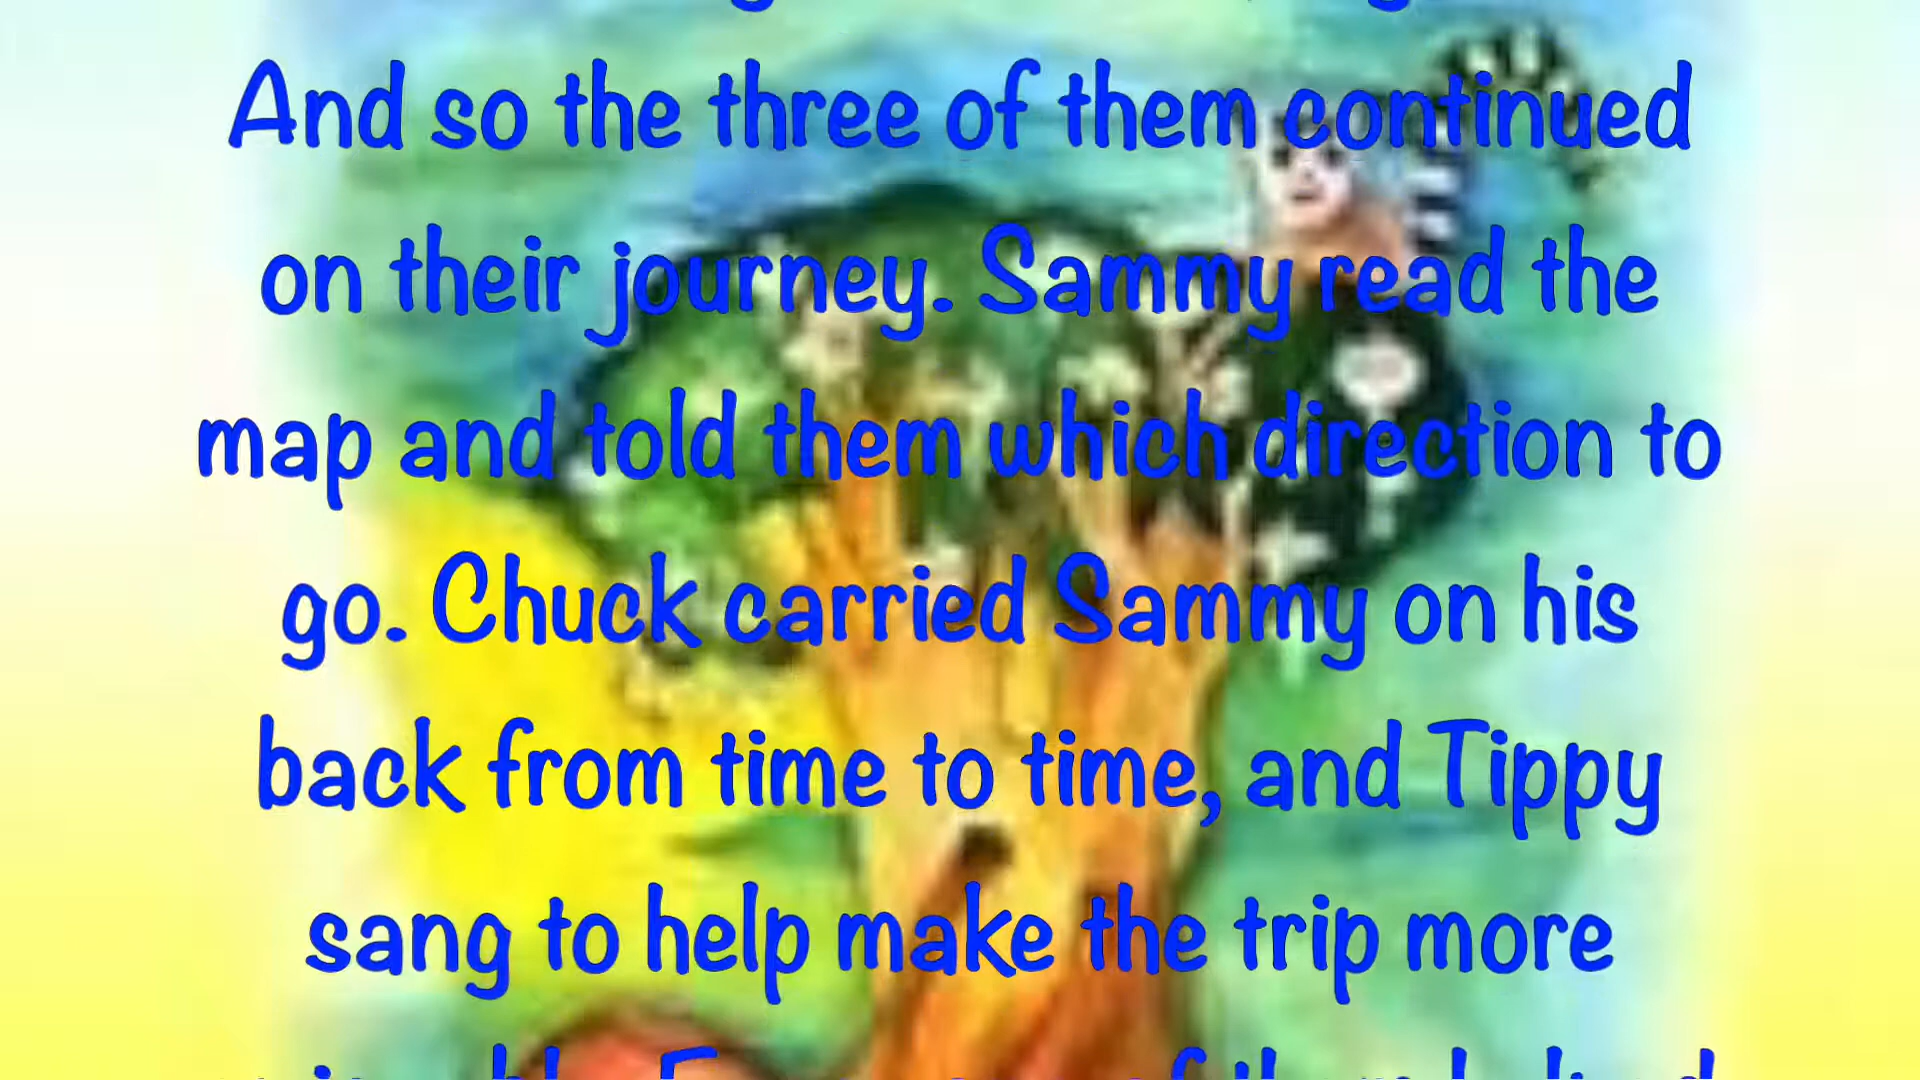 And so the three of them continued
on their journey. Sammy read the
map and told them which direction to
go. Chuck carried Sammy on his
back from time to time, and Tippy
sang to help make the trip more